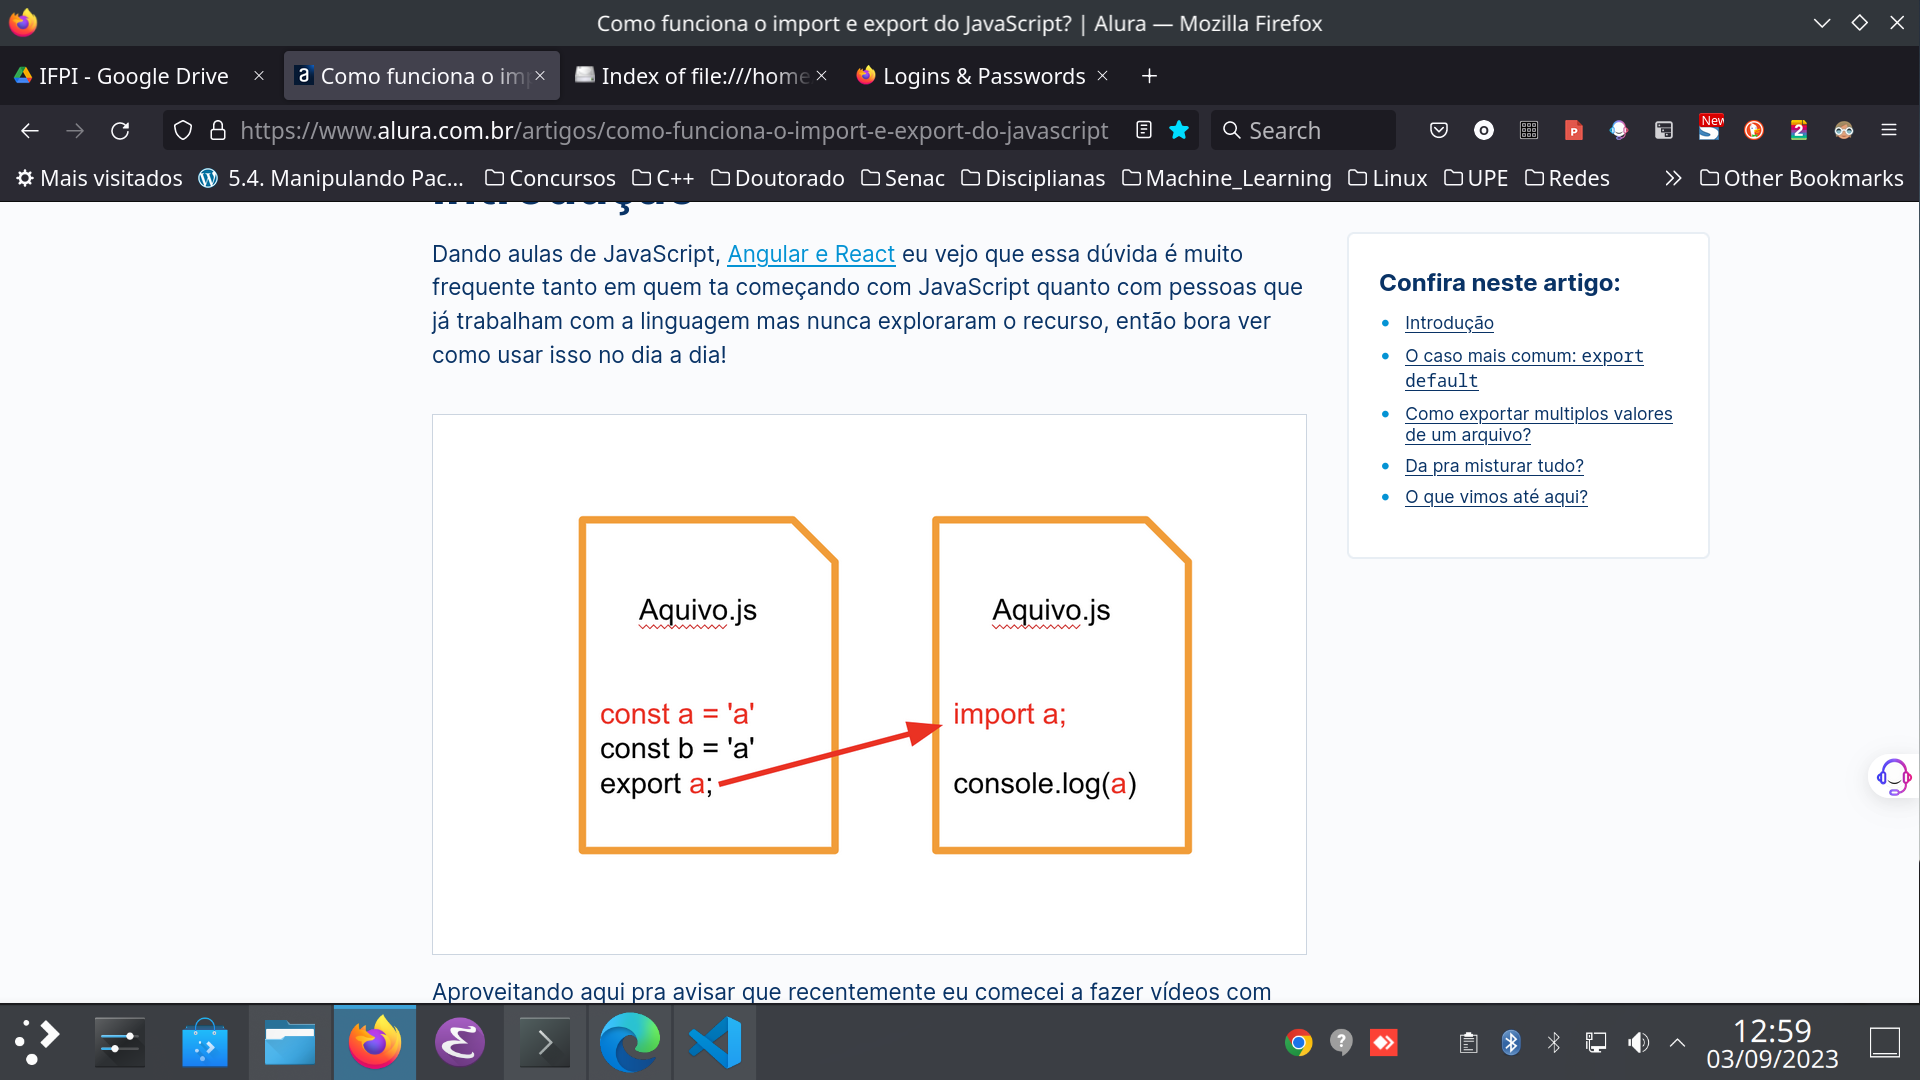 Como funciona o import e export do JavaScript? | Alura — Mozilla Firefox
IFPI - Google Drive
Como funciona o im
Index of file:///home
Logins & Passwords
https://www.alura.com.br/artigos/como-funciona-o-import-e-export-do-javascript
Search
New
Mais visitados
5.4. Manipulando Pac...
Concursos
C++
Doutorado
Senac
Disciplianas
Machine_Learning
Linux
UPE
Redes
Other Bookmarks
Introdução
Dando aulas de JavaScript, Angular e React eu vejo que essa dúvida é muito
frequente tanto em quem ta começando com JavaScript quanto com pessoas que
já trabalham com a linguagem mas nunca exploraram o recurso, então bora ver
como usar isso no dia a dia!
Confira neste artigo:
Introdução
O caso mais comum: export
default
Como exportar multiplos valores
de um arquivo?
Da pra misturar tudo?
O que vimos até aqui?
Aquivo.js
const a = 'a'
const b = 'a'
export a;
Aquivo.js
import a;
console.log(a)
Aproveitando aqui pra avisar que recentemente eu comecei a fazer vídeos com
12:59
03/09/2023